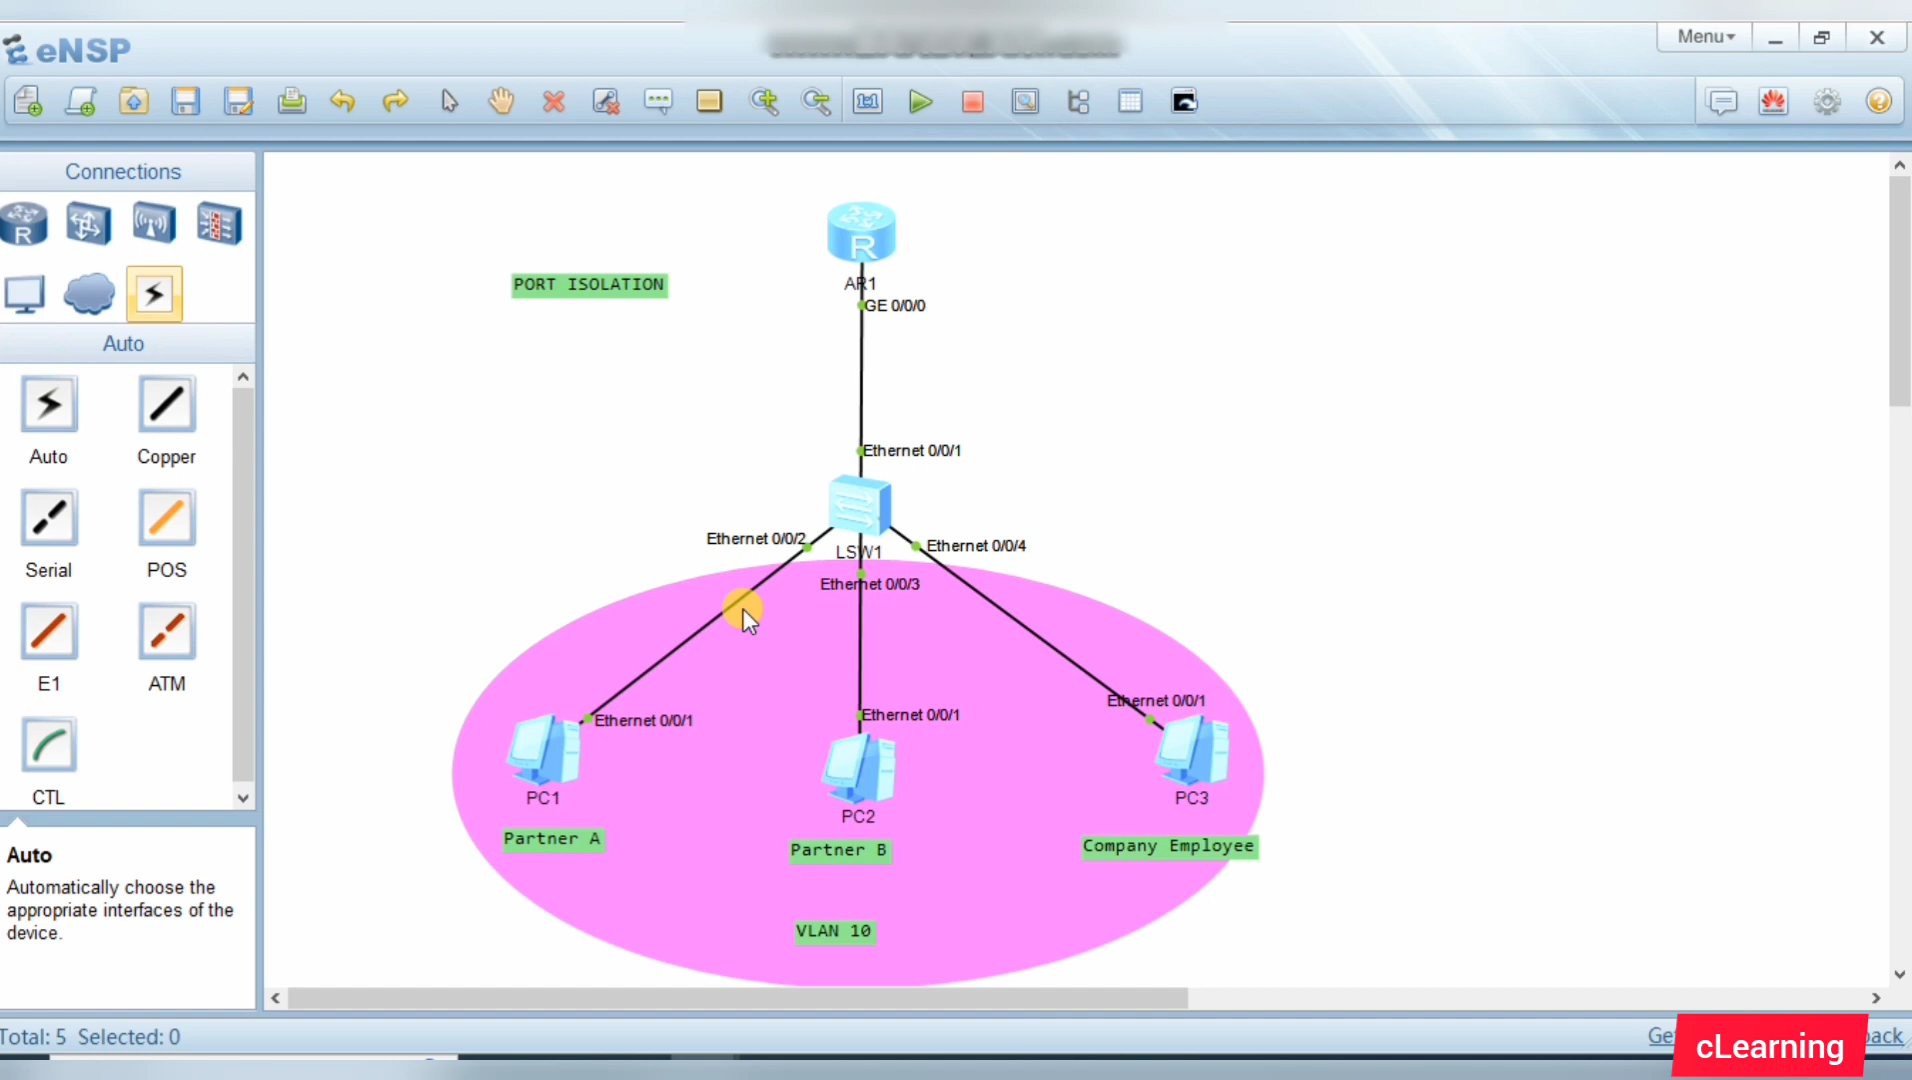 eNSP
Menu
Connections
R
Auto
Auto
Copper
Serial
POS
E1
ATM
CTL
Auto
Automatically choose the
appropriate interfaces of the
device.
PORT ISOLATION
R
AR1
GE 0/0/0
Ethernet 0/0/1
Ethernet 0/0/2
LSW1
Ethernet 0/0/4
Ethernet 0/0/3
Ethernet 0/0/1
Ethernet 0/0/1
Ethernet 0/0/1
PC1
PC2
PC3
Partner A
Partner B
Company Employee
VLAN 10
Total: 5 Selected: 0
cLearning